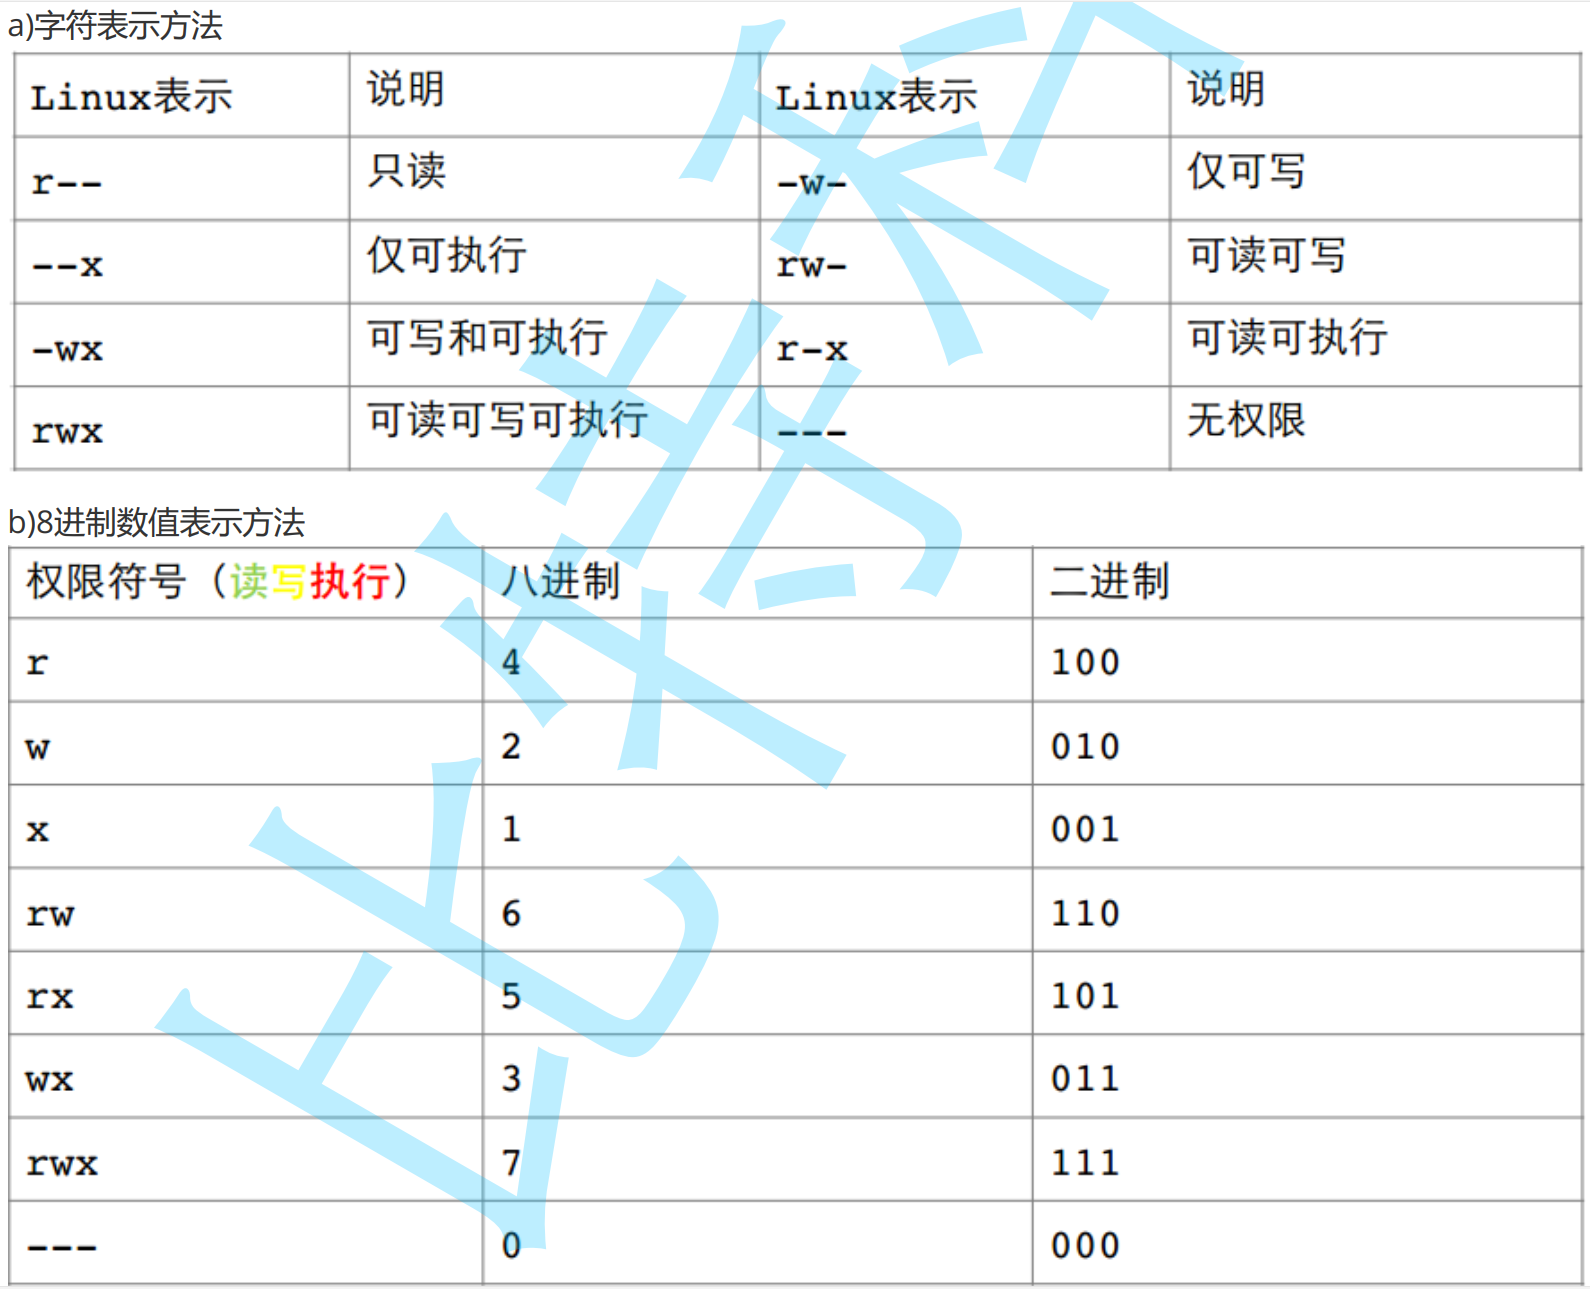 a)字符表示方法
Linux表示 说明 Linux表示 说明
r-- 只读 -w- 仅可写
--x 仅可执行 rw- 可读可写
-wx 可写和可执行 r-x 可读可执行
rwx 可读可写可执行 --- 无权限
b)8进制数值表示方法
权限符号（读写执行） 八进制 二进制
r 4 100
w 2 010
x 1 001
rw 6 110
rx 5 101
wx 3 011
rwx 7 111
--- 0 000
比特科